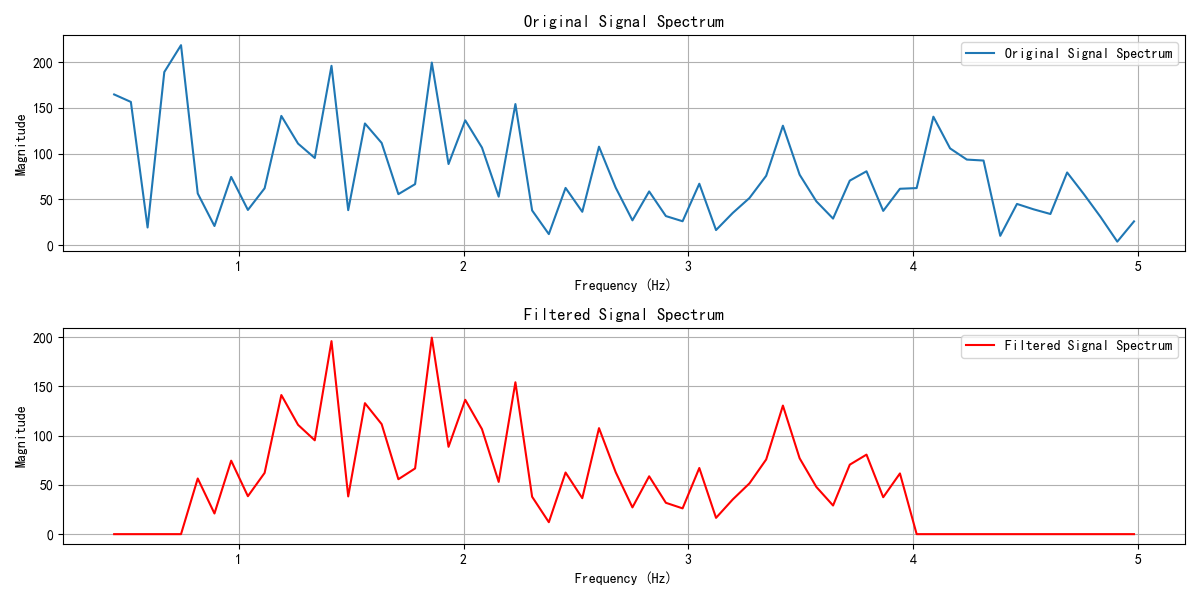 Original Signal Spectrum
Original Signal Spectrum
200
150
100
50
0
Magnitude
1 2 3 4 5
Frequency (Hz)
Filtered Signal Spectrum
Filtered Signal Spectrum
200
150
100
50
0
Magnitude
1 2 3 4 5
Frequency (Hz)